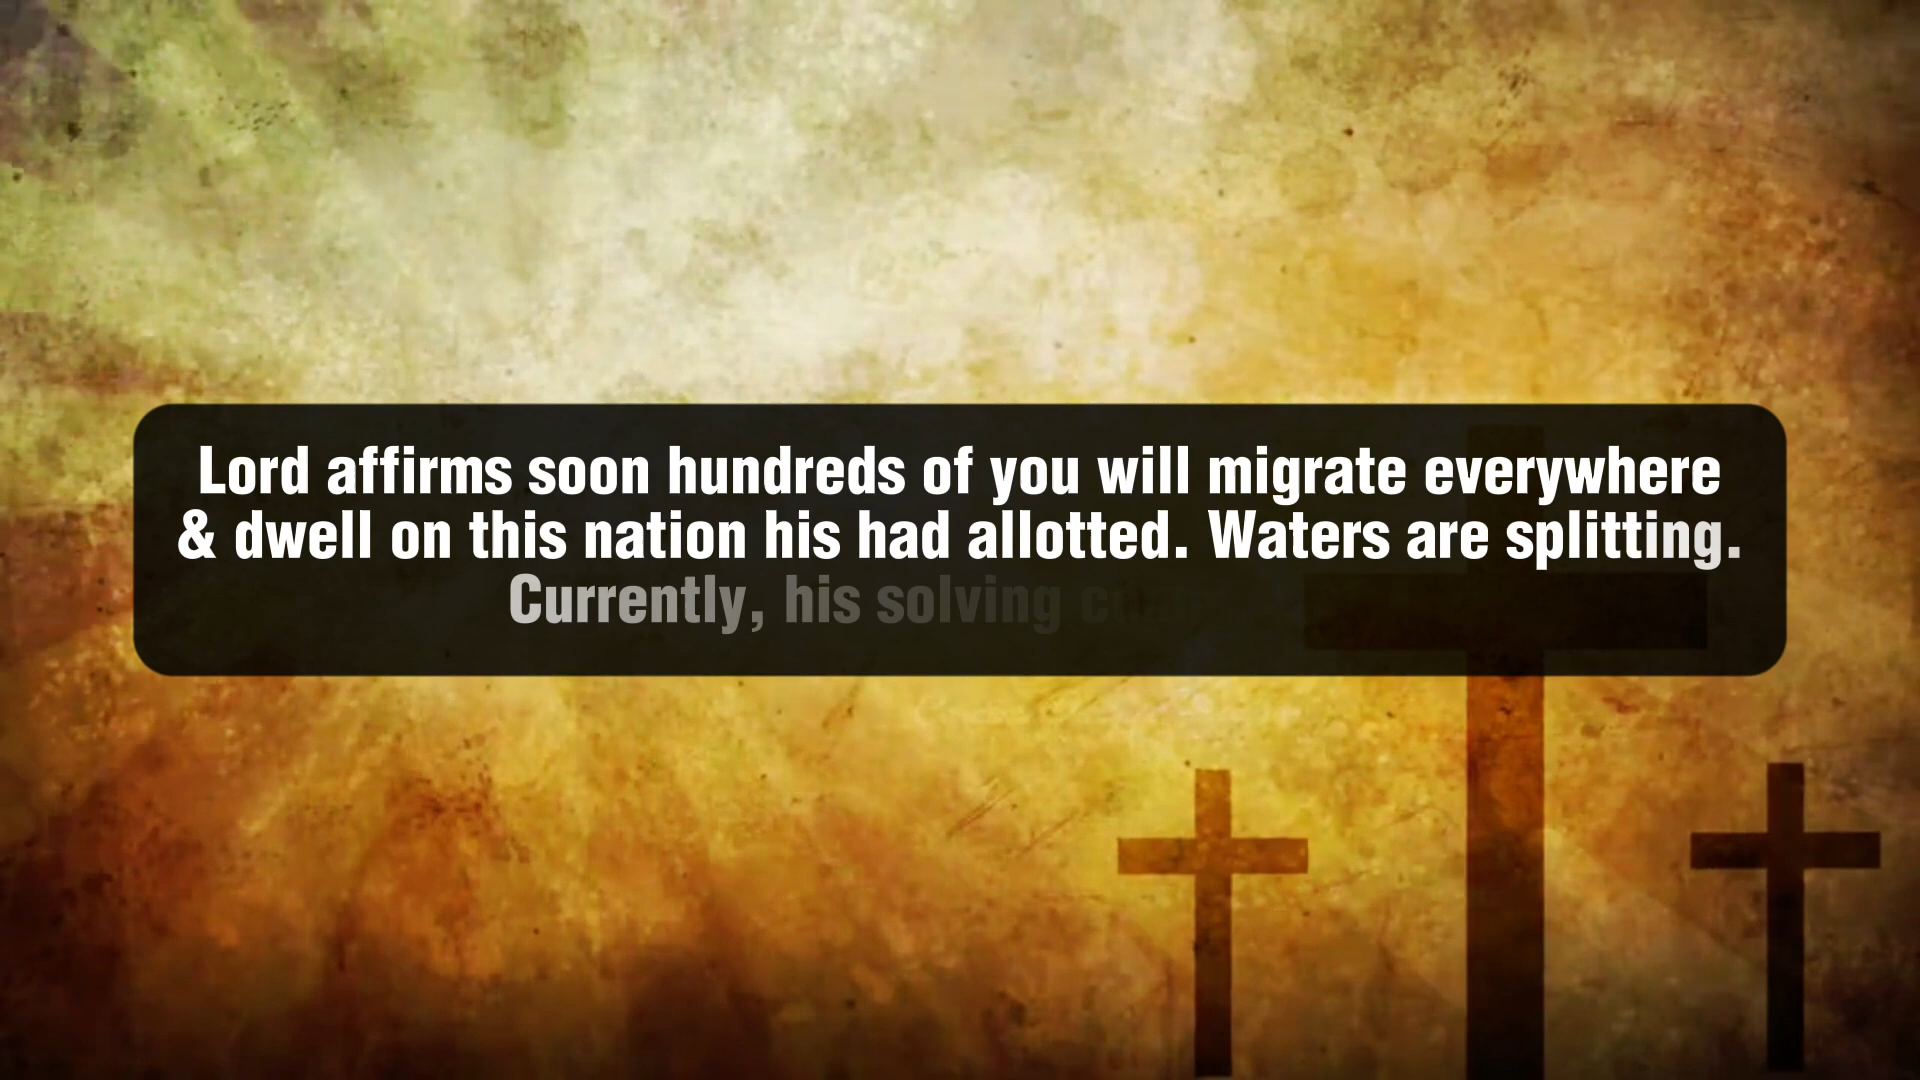 Lord affirms soon hundreds of you will migrate everywhere
& dwell on this nation his had allotted. Waters are splitting.
Currently, his solving